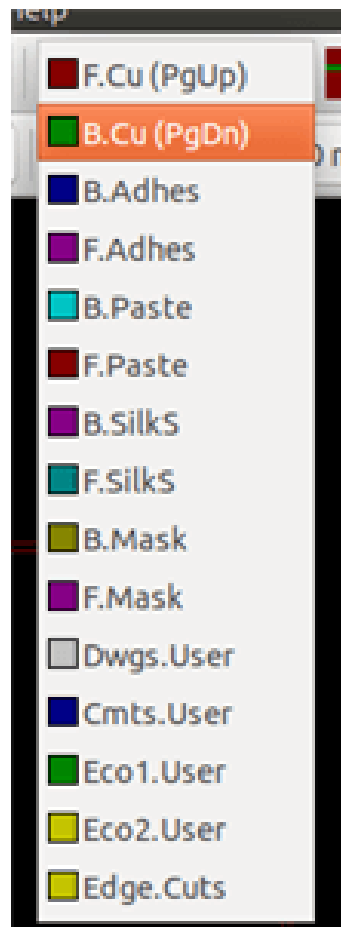 help
F.Cu (PgUp)
B.Cu (PgDn)
B.Adhes
F.Adhes
B.Paste
F.Paste
B.SilkS
F.SilkS
B.Mask
F.Mask
Dwgs.User
Cmts.User
Eco1.User
Eco2.User
Edge.Cuts